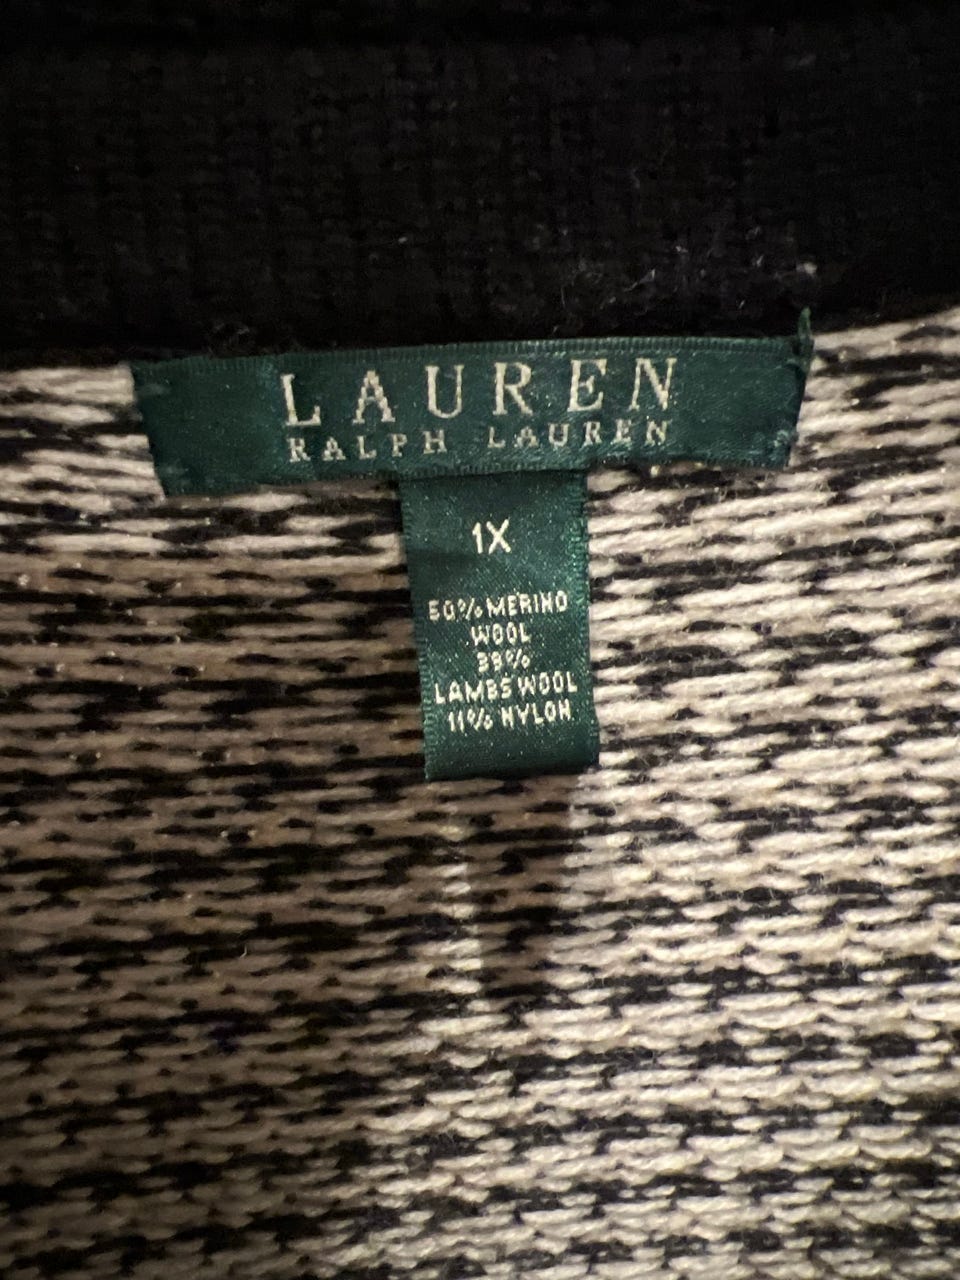 LAUREN
RALPH LAUREN
1X
50% MERINO
WOOL
39%
LAMBSWOOL
11% NYLON